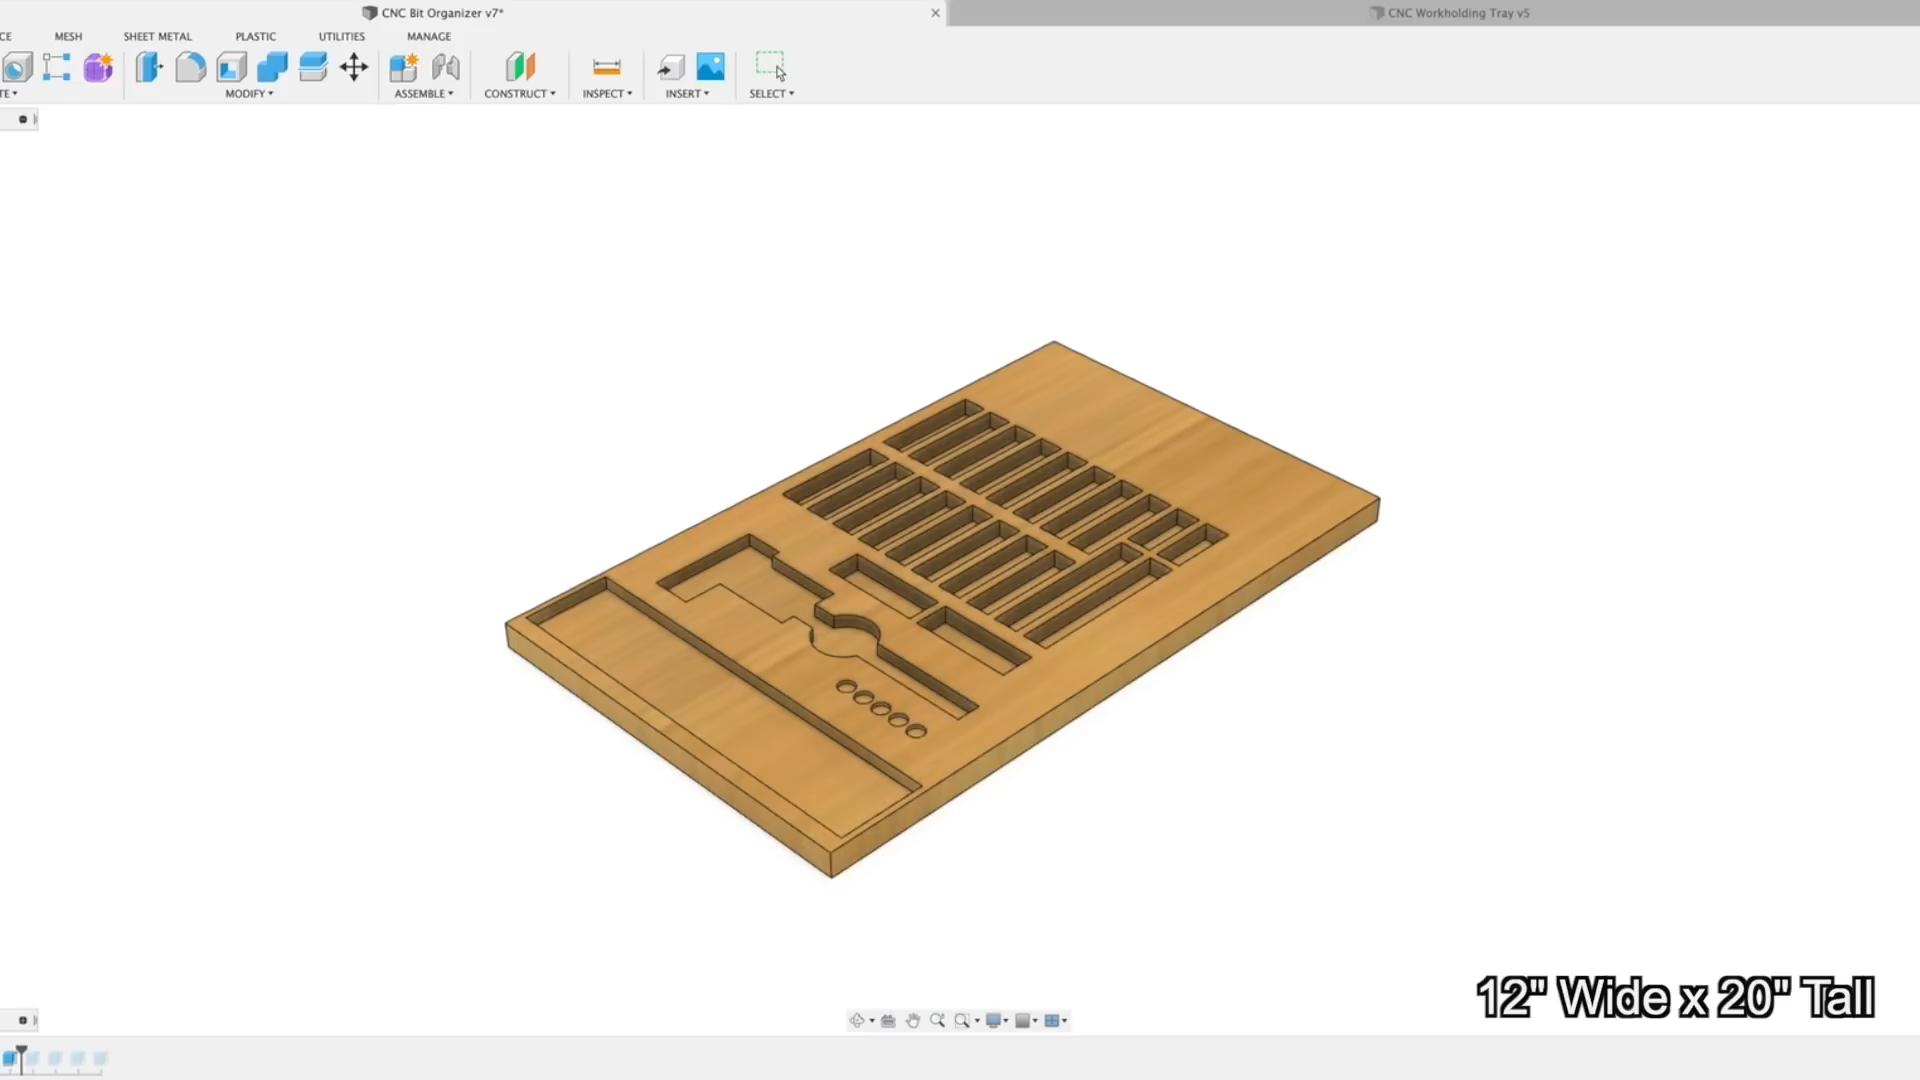 CNC Bit Organizer v7*
CNC Workholding Tray v5
CE MESH SHEET METAL PLASTIC UTILITIES MANAGE
TE MODIFY ASSEMBLE CONSTRUCT INSPECT INSERT SELECT
12" Wide x 20" Tall